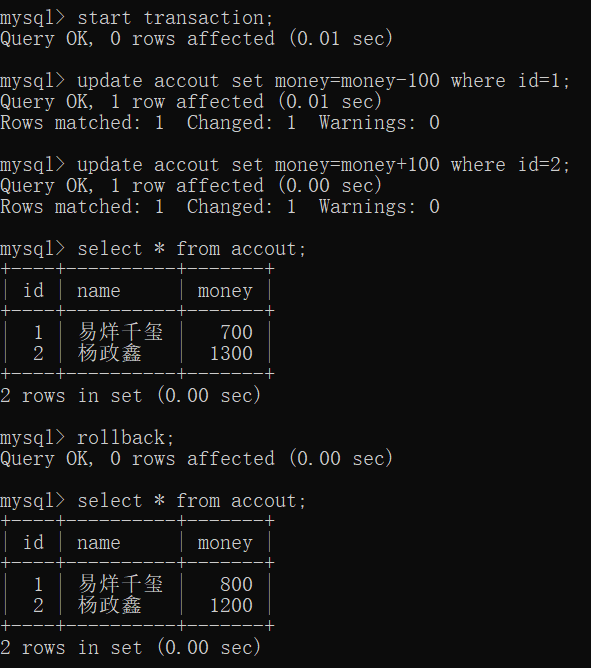 mysql> start transaction;
Query OK, 0 rows affected (0.01 sec)
mysql> update accout set money=money-100 where id=1;
Query OK, 1 row affected (0.01 sec)
Rows matched: 1  Changed: 1  Warnings: 0
mysql> update accout set money=money+100 where id=2;
Query OK, 1 row affected (0.00 sec)
Rows matched: 1  Changed: 1  Warnings: 0
mysql> select * from accout;
+----+----------+-------+
| id | name     | money |
+----+----------+-------+
|  1 | 易烊千玺 |   700 |
|  2 | 杨政鑫   |  1300 |
+----+----------+-------+
2 rows in set (0.00 sec)
mysql> rollback;
Query OK, 0 rows affected (0.00 sec)
mysql> select * from accout;
+----+----------+-------+
| id | name     | money |
+----+----------+-------+
|  1 | 易烊千玺 |   800 |
|  2 | 杨政鑫   |  1200 |
+----+----------+-------+
2 rows in set (0.00 sec)